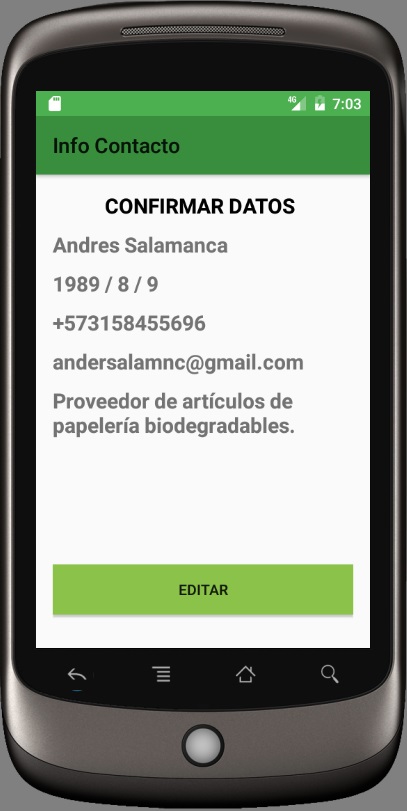 4G 7:03
Info Contacto
CONFIRMAR DATOS
Andres Salamanca
1989 / 8 / 9
+573158455696
andersalamnc@gmail.com
Proveedor de artículos de
papelería biodegradables.
EDITAR